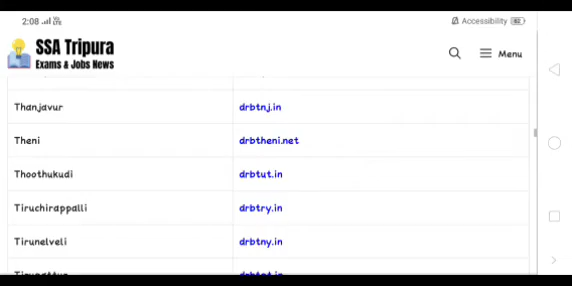 2:08
Accessibility
SSA Tripura
Exams & Jobs News
Menu
Thanjavur drbtnj.in
Theni drbtheni.net
Thoothukudi drbtut.in
Tiruchirappalli drbtry.in
Tirunelveli drbtny.in